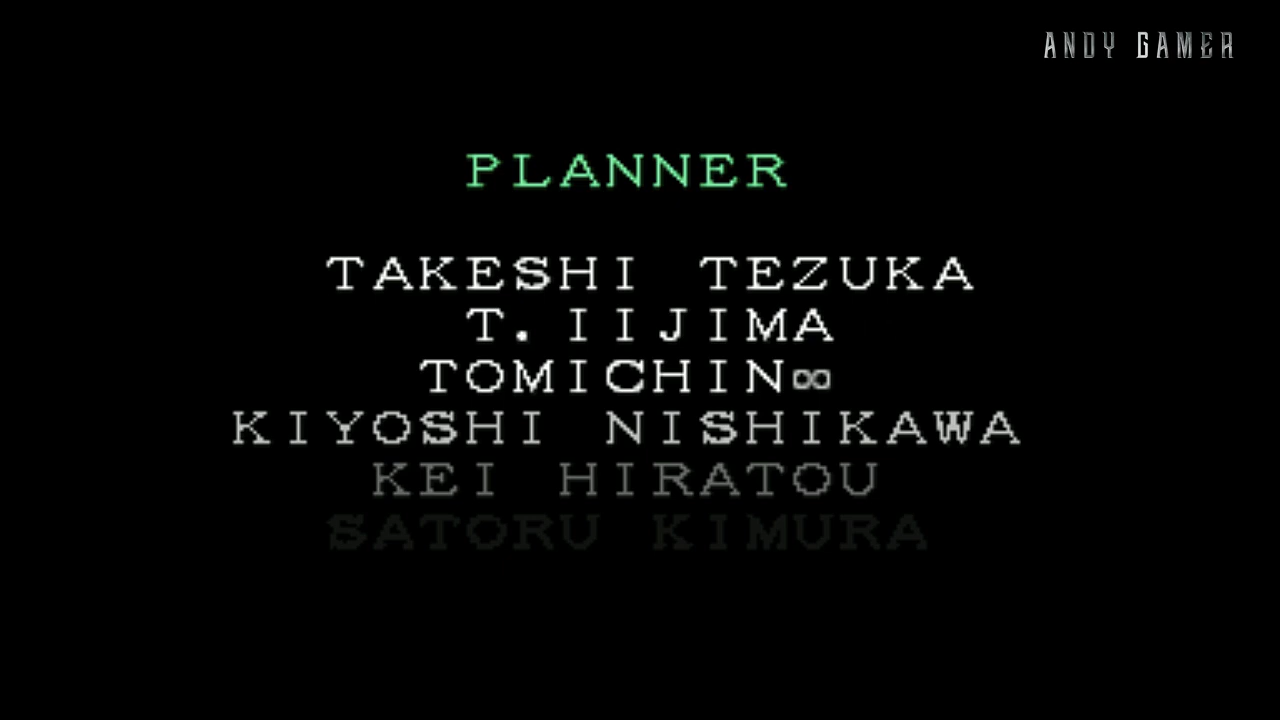 ANDY GAMER
PLANNER
TAKESHI TEZUKA
T.IIJIMA
TOMICHIN∞
KIYOSHI NISHIKAWA
KEI HIRATOU
SATORU KIMURA